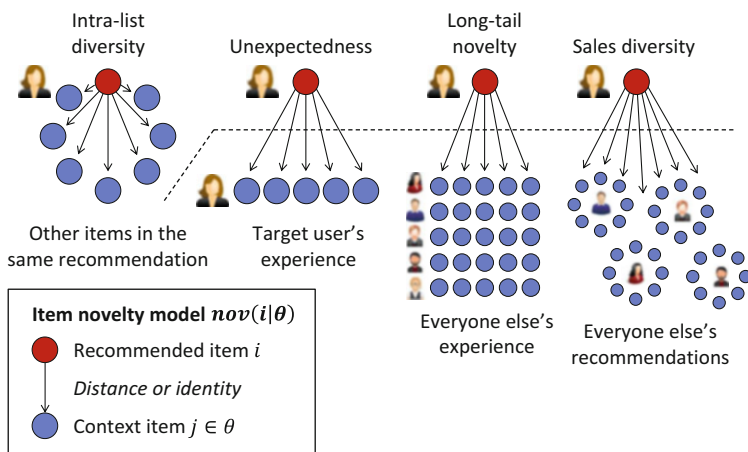 Intra-list
diversity
Unexpectedness
Long-tail
novelty
Sales diversity
Other items in the
same recommendation
Target user's
experience
Everyone else's
experience
Everyone else's
recommendations
Item novelty model nov(i|θ)
Recommended item i
Distance or identity
Context item j ∈ θ